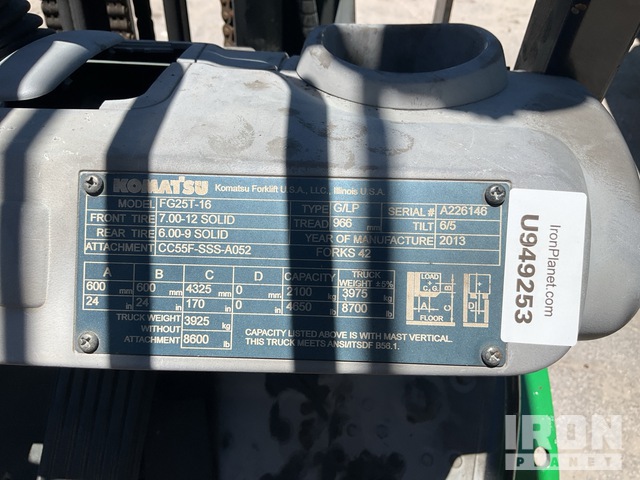 KOMATSU Komatsu Forklift U.S.A., LLC., Illinois U.S.A.
MODEL FG25T-16 TYPE G/LP SERIAL# A226146
FRONT TIRE 7.00-12 SOLID TREAD 966 mm TILT 6/5
REAR TIRE 6.00-9 SOLID YEAR OF MANUFACTURE 2013
ATTACHMENT CC55F-SSS-A052 FORKS 42
A B C D CAPACITY TRUCK WEIGHT ±5% LOAD
600 mm 600 mm 4325 mm 0 mm 2100 kg 3975 kg C.G. B
24 in 24 in 170 in 0 in 4650 lb 8700 lb A C D
FLOOR
TRUCK WEIGHT WITHOUT ATTACHMENT 3925 kg
8600 lb
CAPACITY LISTED ABOVE IS WITH MAST VERTICAL
THIS TRUCK MEETS ANSI/ITSDF B56.1.
IronPlanet.com
U949253
IRON
PLANET